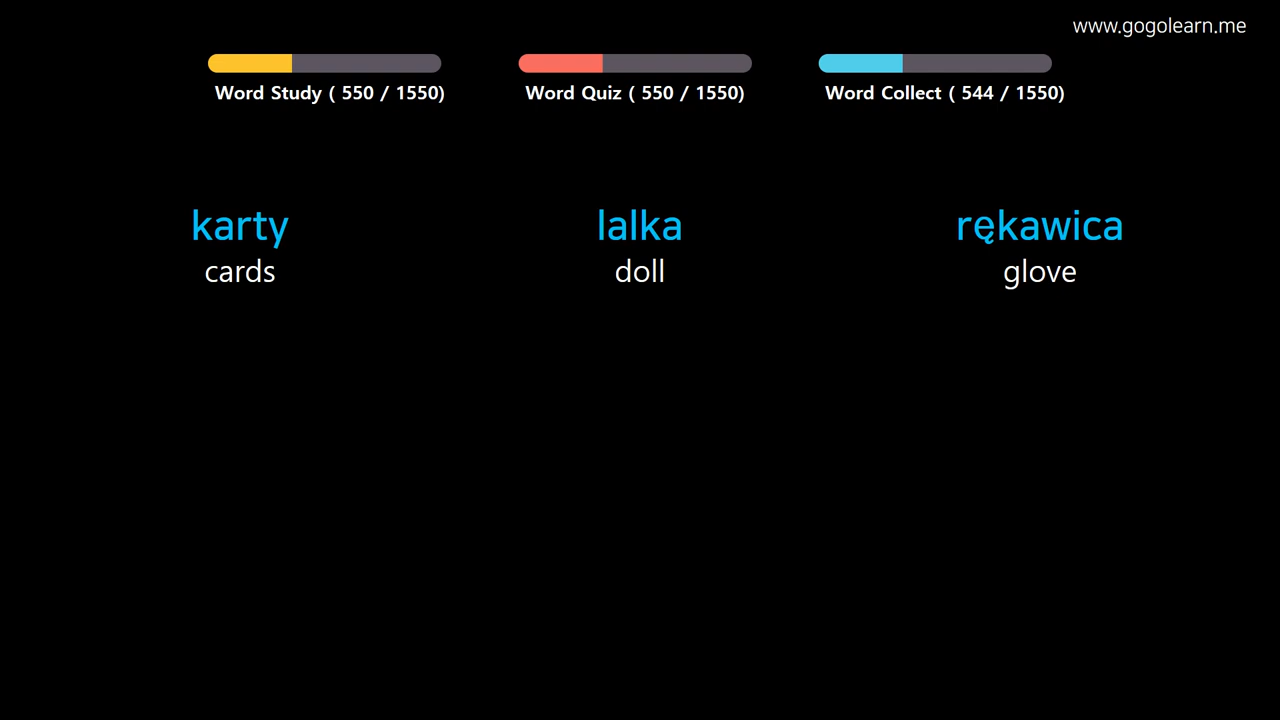 www.gogolearn.me
Word Study ( 550 / 1550)
Word Quiz ( 550 / 1550)
Word Collect ( 544 / 1550)
karty
cards
lalka
doll
rękawica
glove